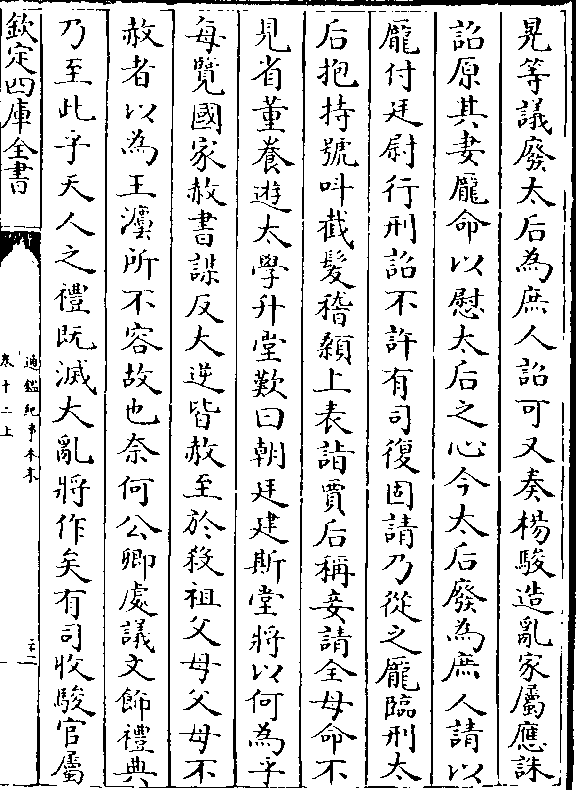 晃等議廢太后為庶人詔可又奏楊駿造亂家屬應誅
詔原其妻龎命以慰太后之心今太后廢為庶人請以
龎付廷尉行刑詔不許有司復固請乃從之龎臨刑太
后抱持號叫截髮稽顙上表詣賈后稱妾請全母命不
見省董養遊太學升堂歎曰朝廷建斯堂將以何為乎
每覽國家赦書謀反大逆皆赦至於殺祖父母父母不
赦者以為王灋所不容故也奈何公卿處議文飾禮典
乃至此乎天人之禮既滅大亂將作矣有司收駿官屬
欽定四庫全書
通鑑紀事本末
卷十二上